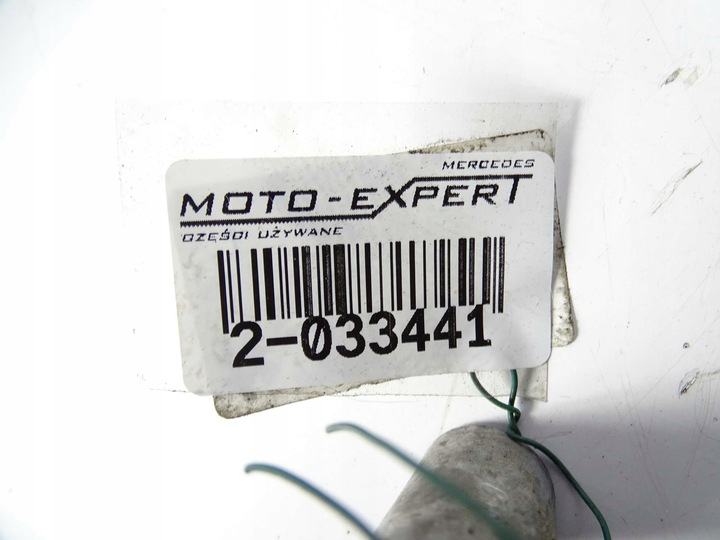 MERCEDES
MOTO-EXPERT
CZĘŚCI UŻYWANE
2-033441